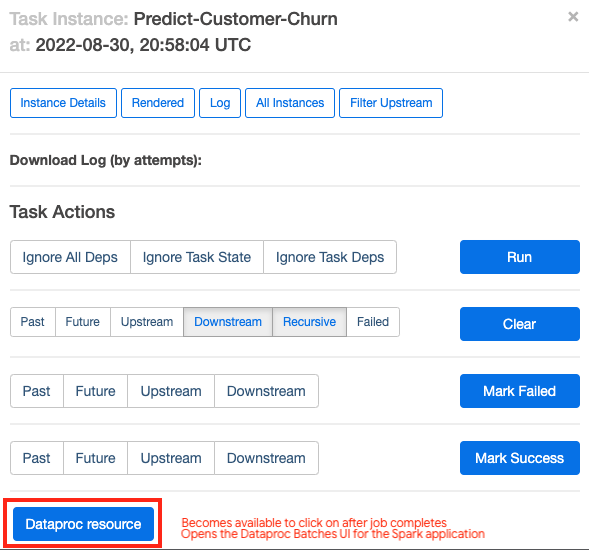 Task Instance: Predict-Customer-Churn ×
at: 2022-08-30, 20:58:04 UTC
Instance Details Rendered Log All Instances Filter Upstream
Download Log (by attempts):
Task Actions
Ignore All Deps Ignore Task State Ignore Task Deps Run
Past Future Upstream Downstream Recursive Failed Clear
Past Future Upstream Downstream Mark Failed
Past Future Upstream Downstream Mark Success
Dataproc resource Becomes available to click on after job completes
Opens the Dataproc Batches UI for the Spark application